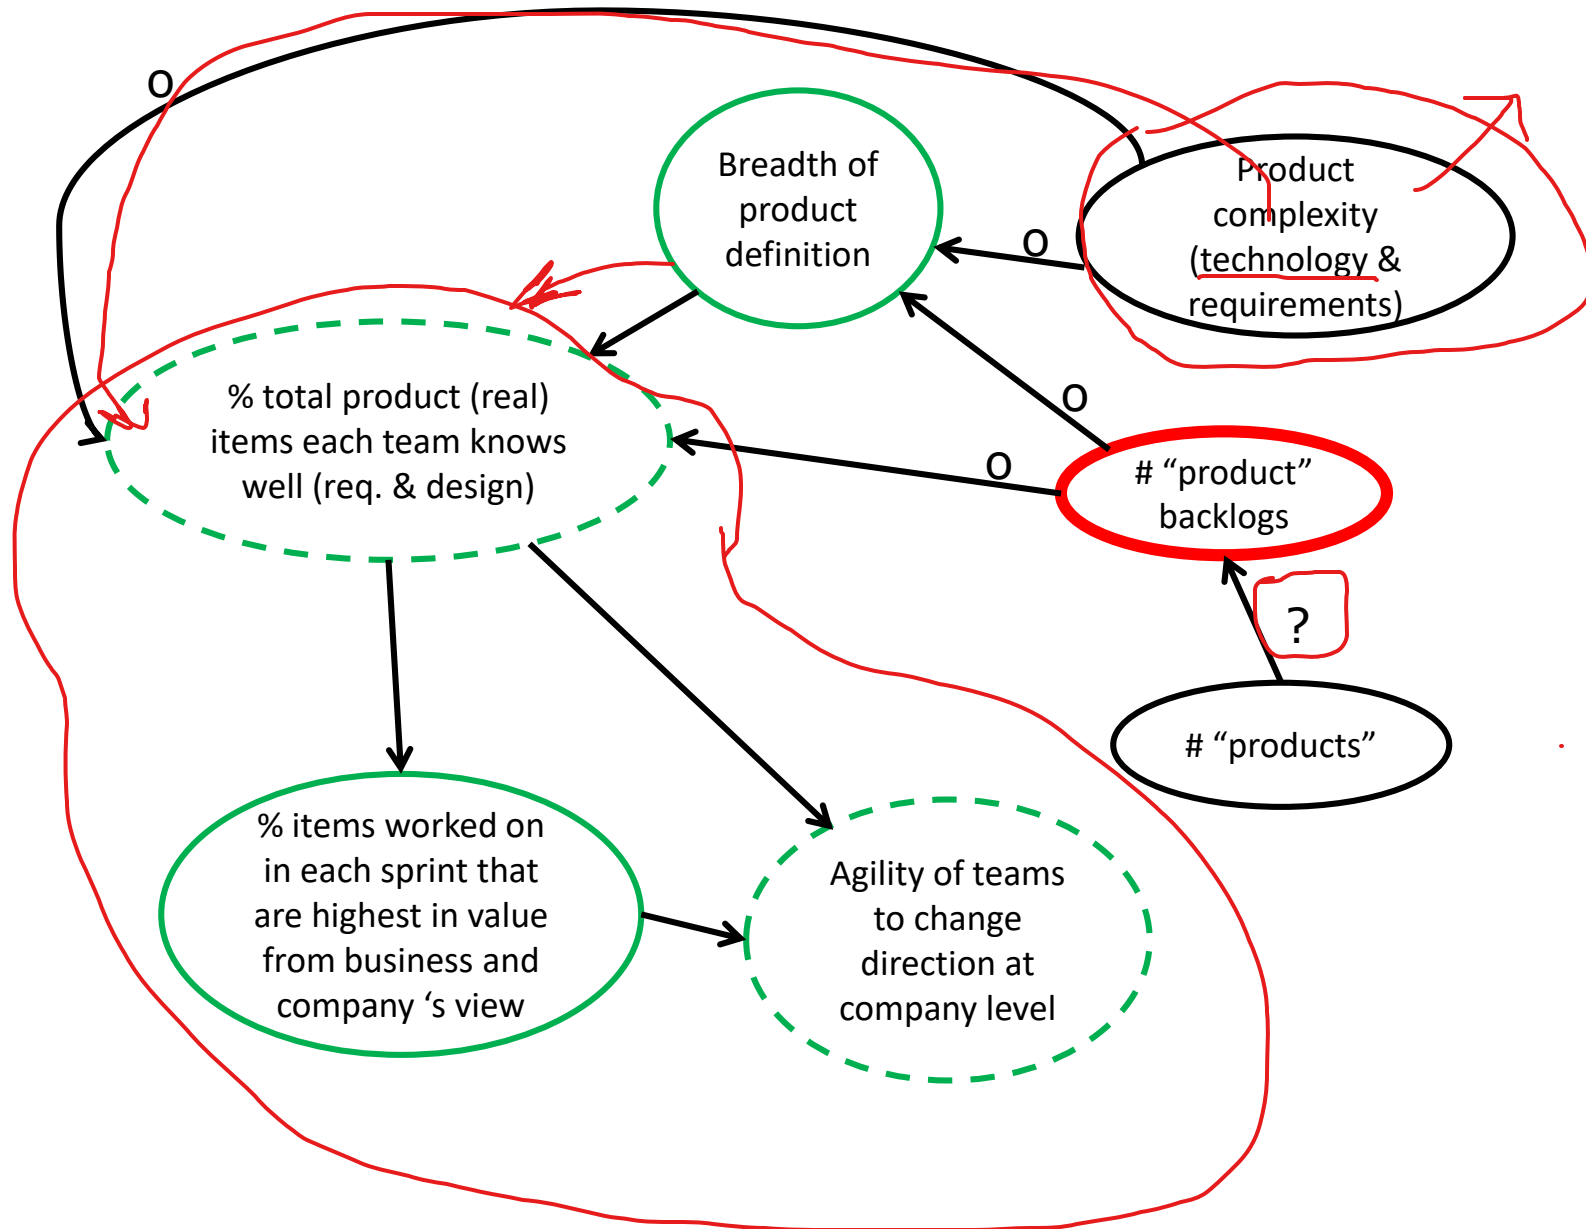 O
Breadth of
product
definition
O
Product
complexity
(technology &
requirements)
% total product (real)
items each team knows
well (req. & design)
O
O
# “product”
backlogs
?
# “products”
% items worked on
in each sprint that
are highest in value
from business and
company ‘s view
Agility of teams
to change
direction at
company level